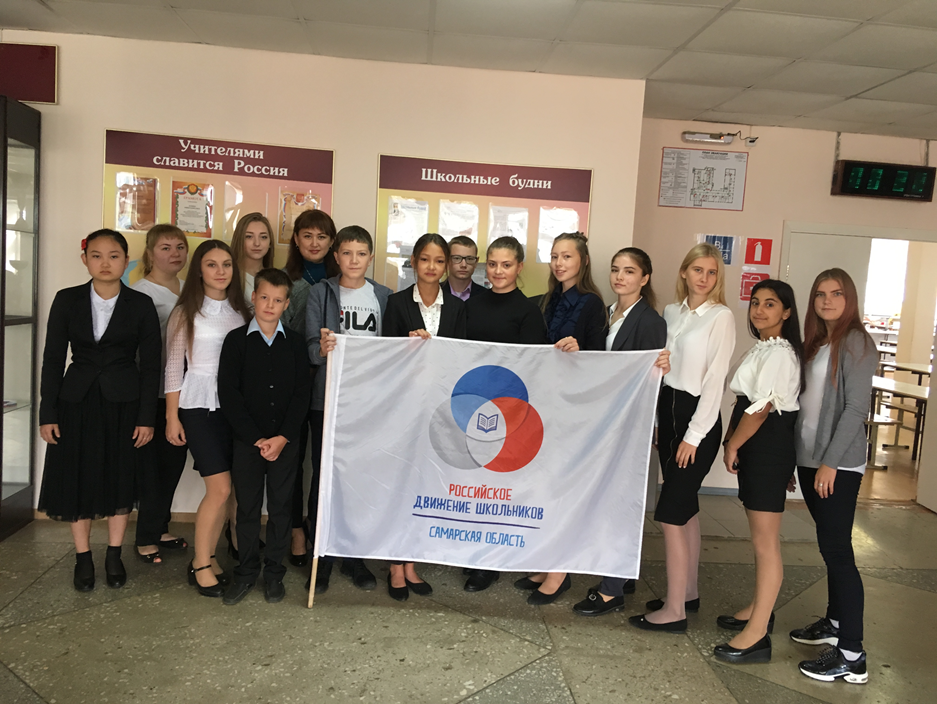 Учителями
славится Россия
Школьные будни
FILA
РОССИЙСКОЕ
ДВИЖЕНИЕ ШКОЛЬНИКОВ
САМАРСКАЯ ОБЛАСТЬ